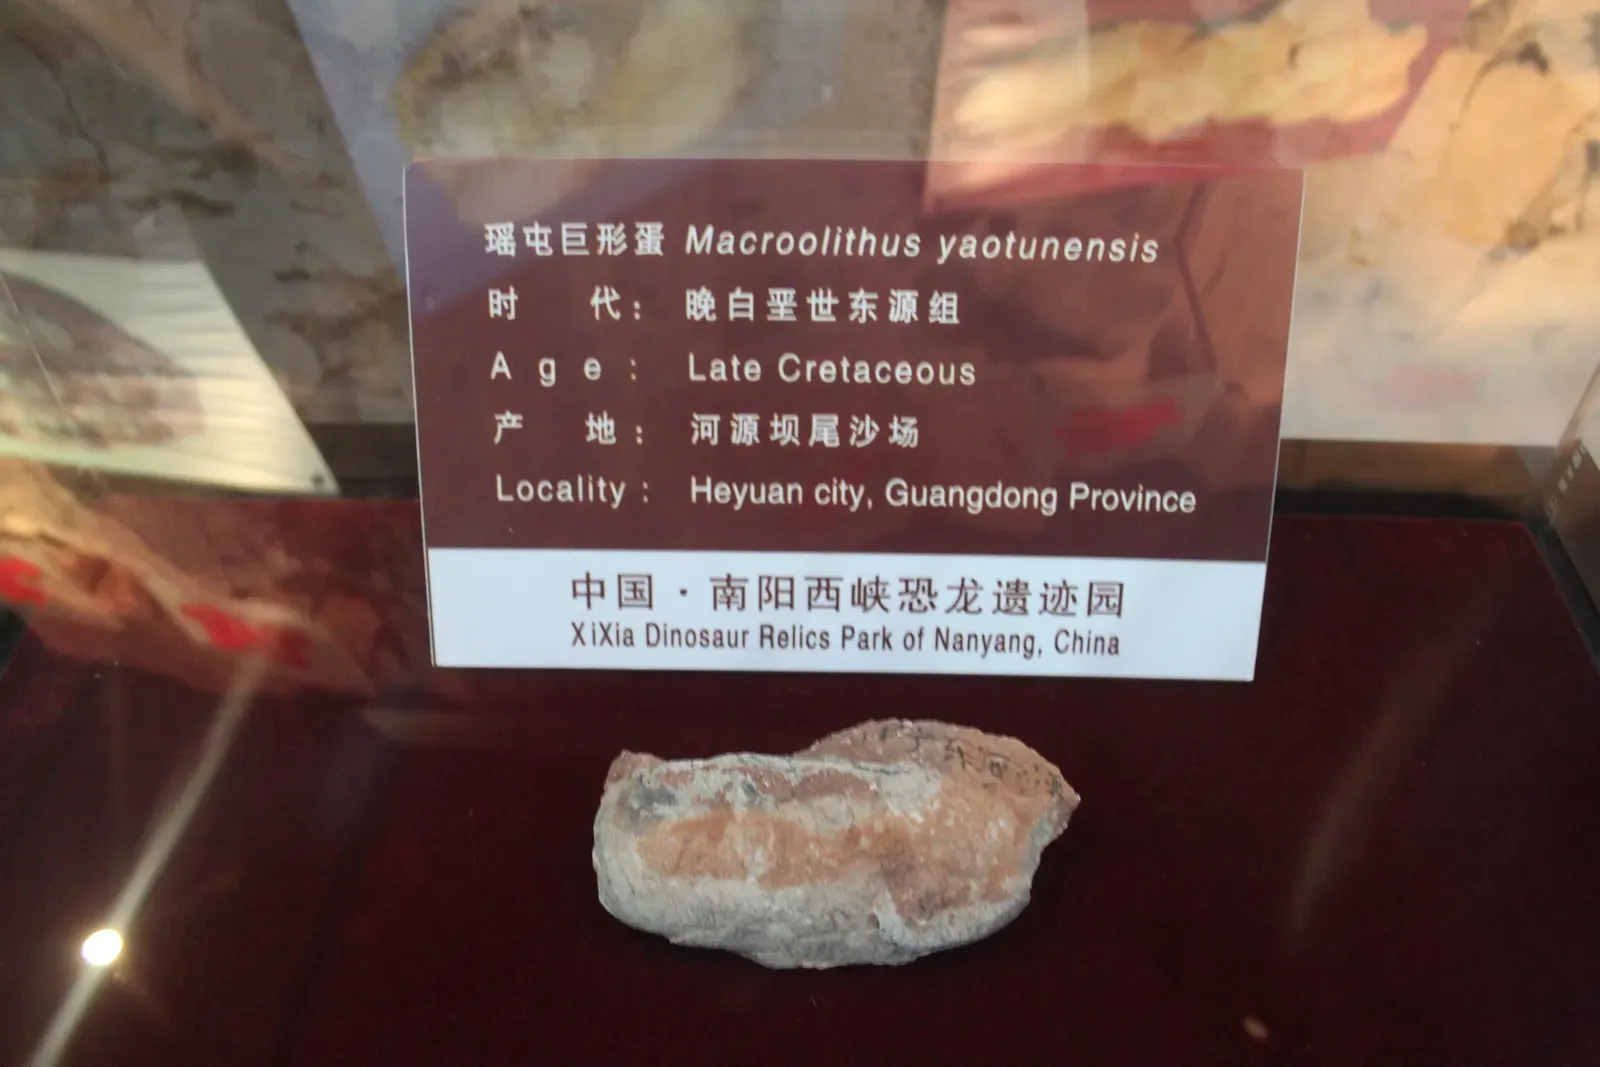 瑶屯巨形蛋 Macroolithus yaotunensis
时 代： 晚白垩世东源组
Age： Late Cretaceous
产 地： 河源坝尾沙场
Locality： Heyuan city, Guangdong Province
中国·南阳西峡恐龙遗迹园
XiXia Dinosaur Relics Park of Nanyang, China